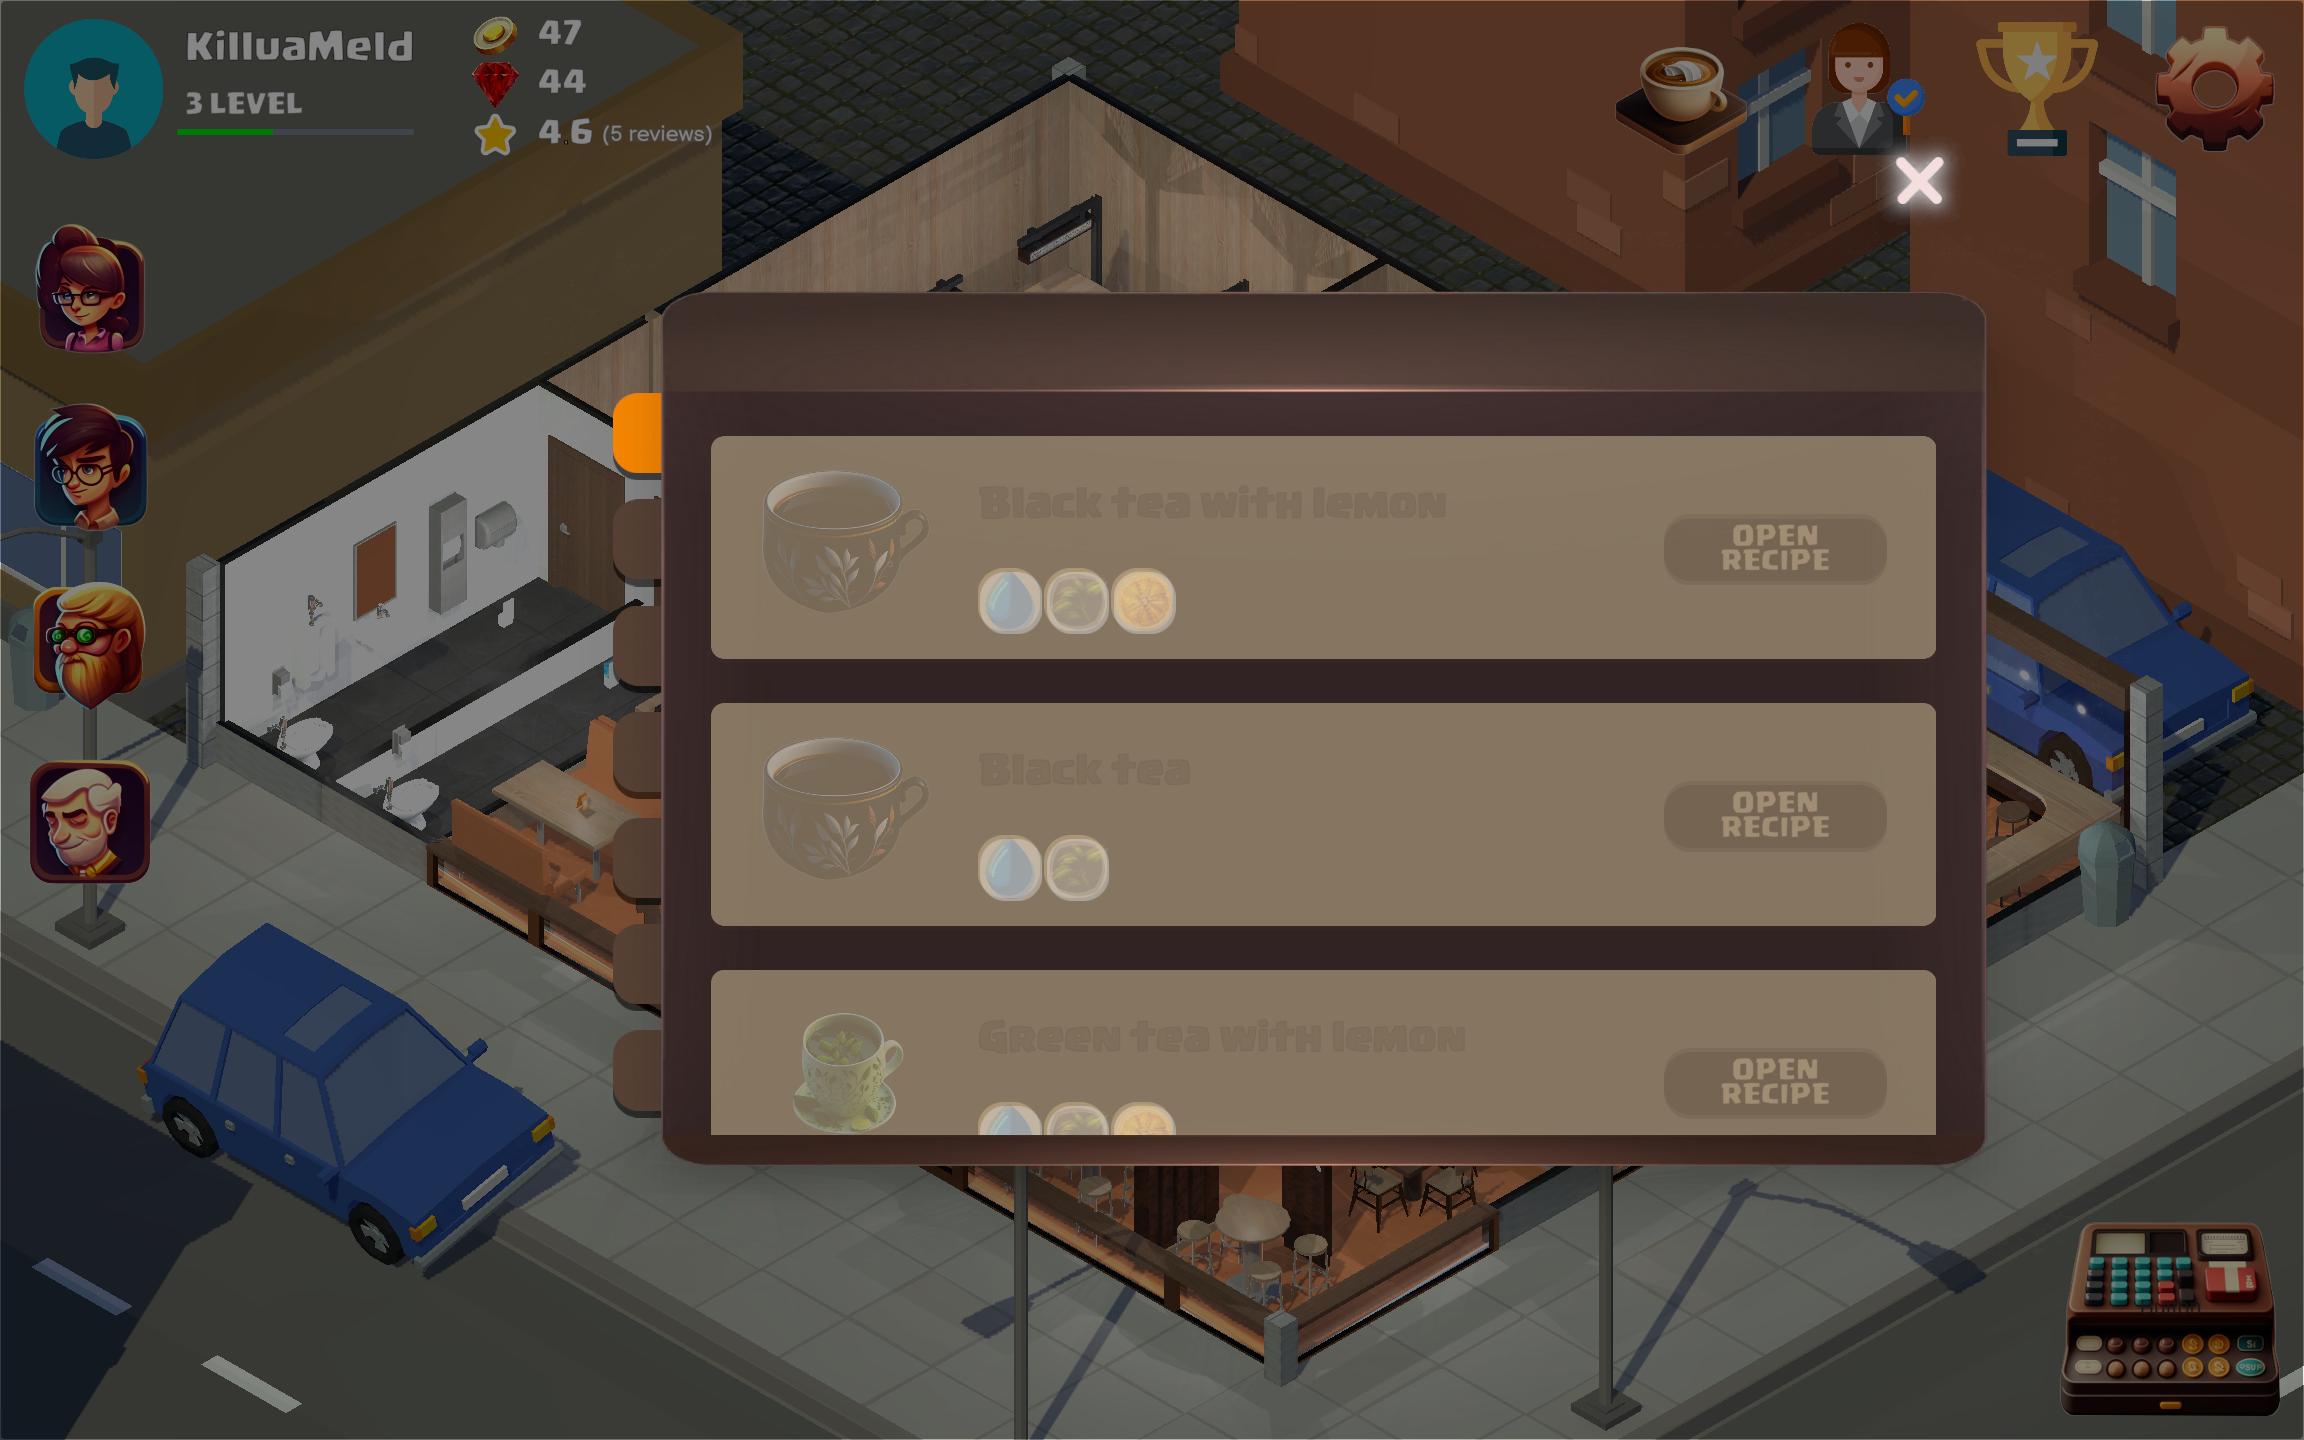 KilluaMeld
3 LEVEL
47
44
4.6 (5 reviews)
Black tea with lemon
OPEN
RECIPE
Black tea
OPEN
RECIPE
Green tea with lemon
OPEN
RECIPE